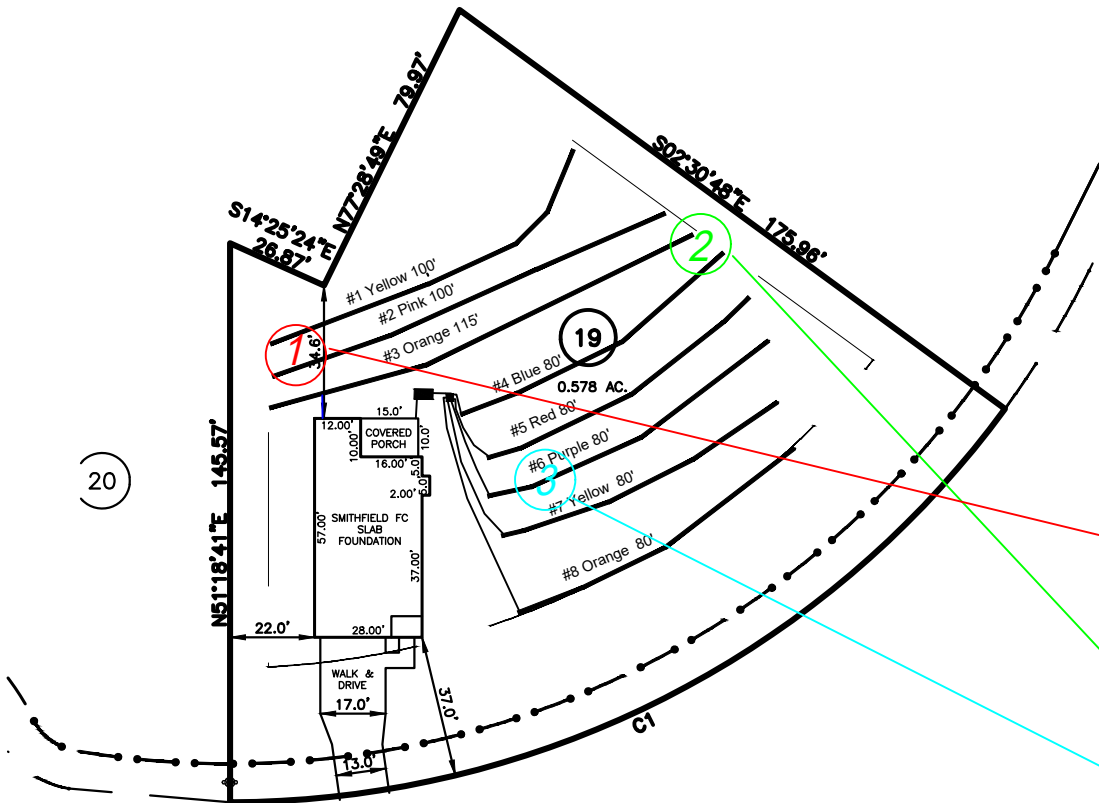 79.97'
N77°28'49"E
S02°30'48"E 175.96'
S14°25'24"E
26.87'
2
#1 Yellow 100'
#2 Pink 100'
#3 Orange 115'
1
34.6'
19
#4 Blue 80'
0.578 AC.
#5 Red 80'
15.0'
12.00'
COVERED
PORCH
10.00'
10.0'
16.00'
5.0
2.00'
6.0
#6 Purple 80'
3
#7 Yellow 80'
20
N51°18'41"E 145.57'
57.00'
SMITHFIELD FC
SLAB
FOUNDATION
37.00'
#8 Orange 80'
22.0'
28.00'
WALK &
DRIVE
17.0'
37.0'
C1
13.0'